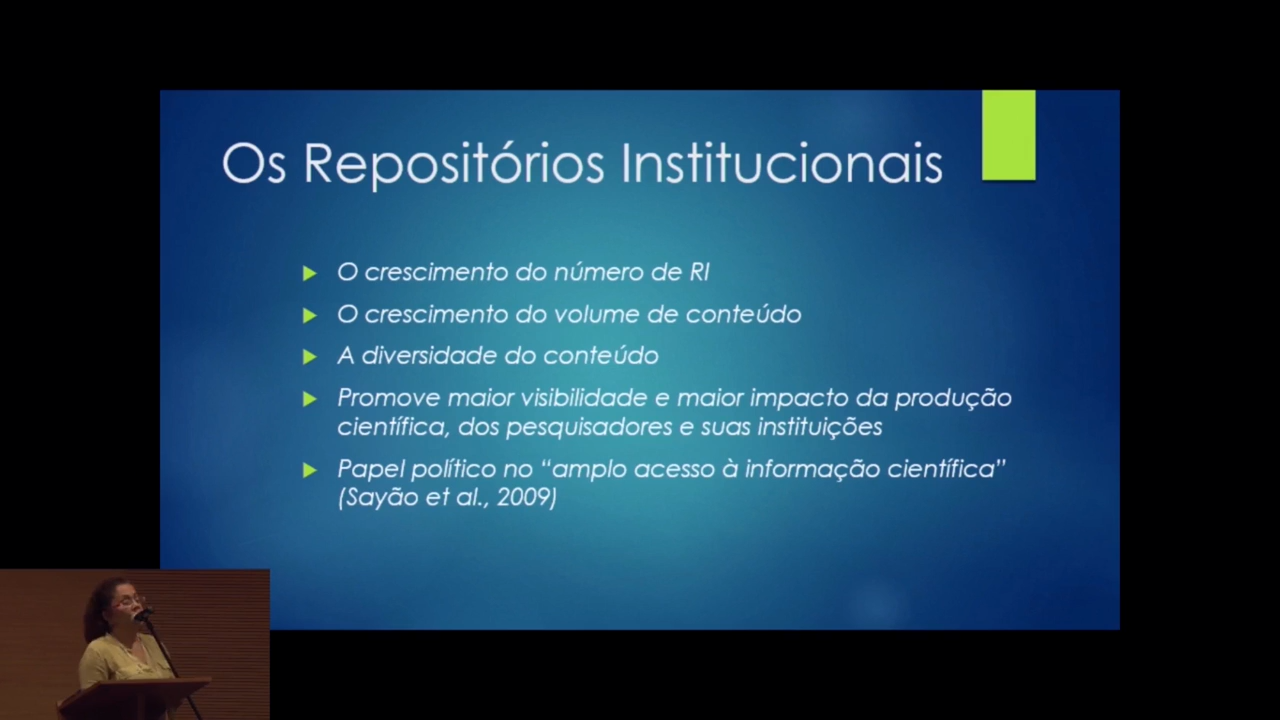 Os Repositórios Institucionais
O crescimento do número de RI
O crescimento do volume de conteúdo
A diversidade do conteúdo
Promove maior visibilidade e maior impacto da produção
científica, dos pesquisadores e suas instituições
Papel político no “amplo acesso à informação científica”
(Sayão et al., 2009)